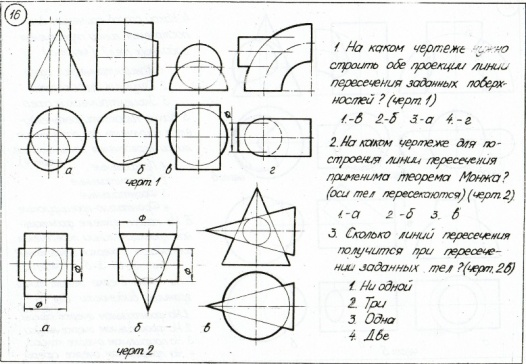 16
1. На каком чертеже нужно
строить обе проекции линии
пересечения заданных поверх-
ностей? (черт. 1)
1.-в 2-б 3.-а 4.-г
2. На каком чертеже для по-
строения линии пересечения
применима теорема Монжа?
(оси тел пересекаются) (черт. 2)
1.-а 2-б 3. в
3. Сколько линий пересечения
получится при пересече-
нии заданных тел? (черт. 2в)
1. Ни одной
2. Три
3. Одна
4. Две
Ф
а б в г
черт. 1
Ф
Ф Ф
Ф
а б в
черт. 2